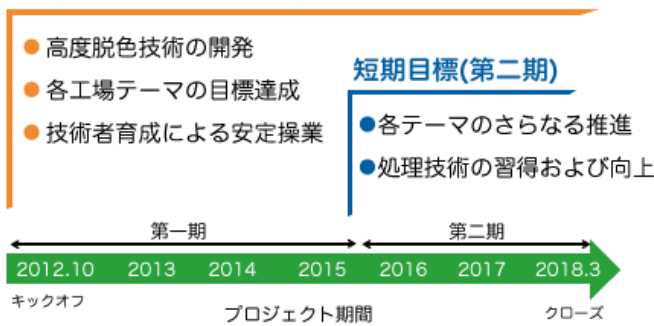 ● 高度脱色技術の開発
● 各工場テーマの目標達成
● 技術者育成による安定操業
短期目標(第二期)
●各テーマのさらなる推進
●処理技術の習得および向上
第一期 第二期
2012.10 2013 2014 2015 2016 2017 2018.3
キックオフ プロジェクト期間 クローズ